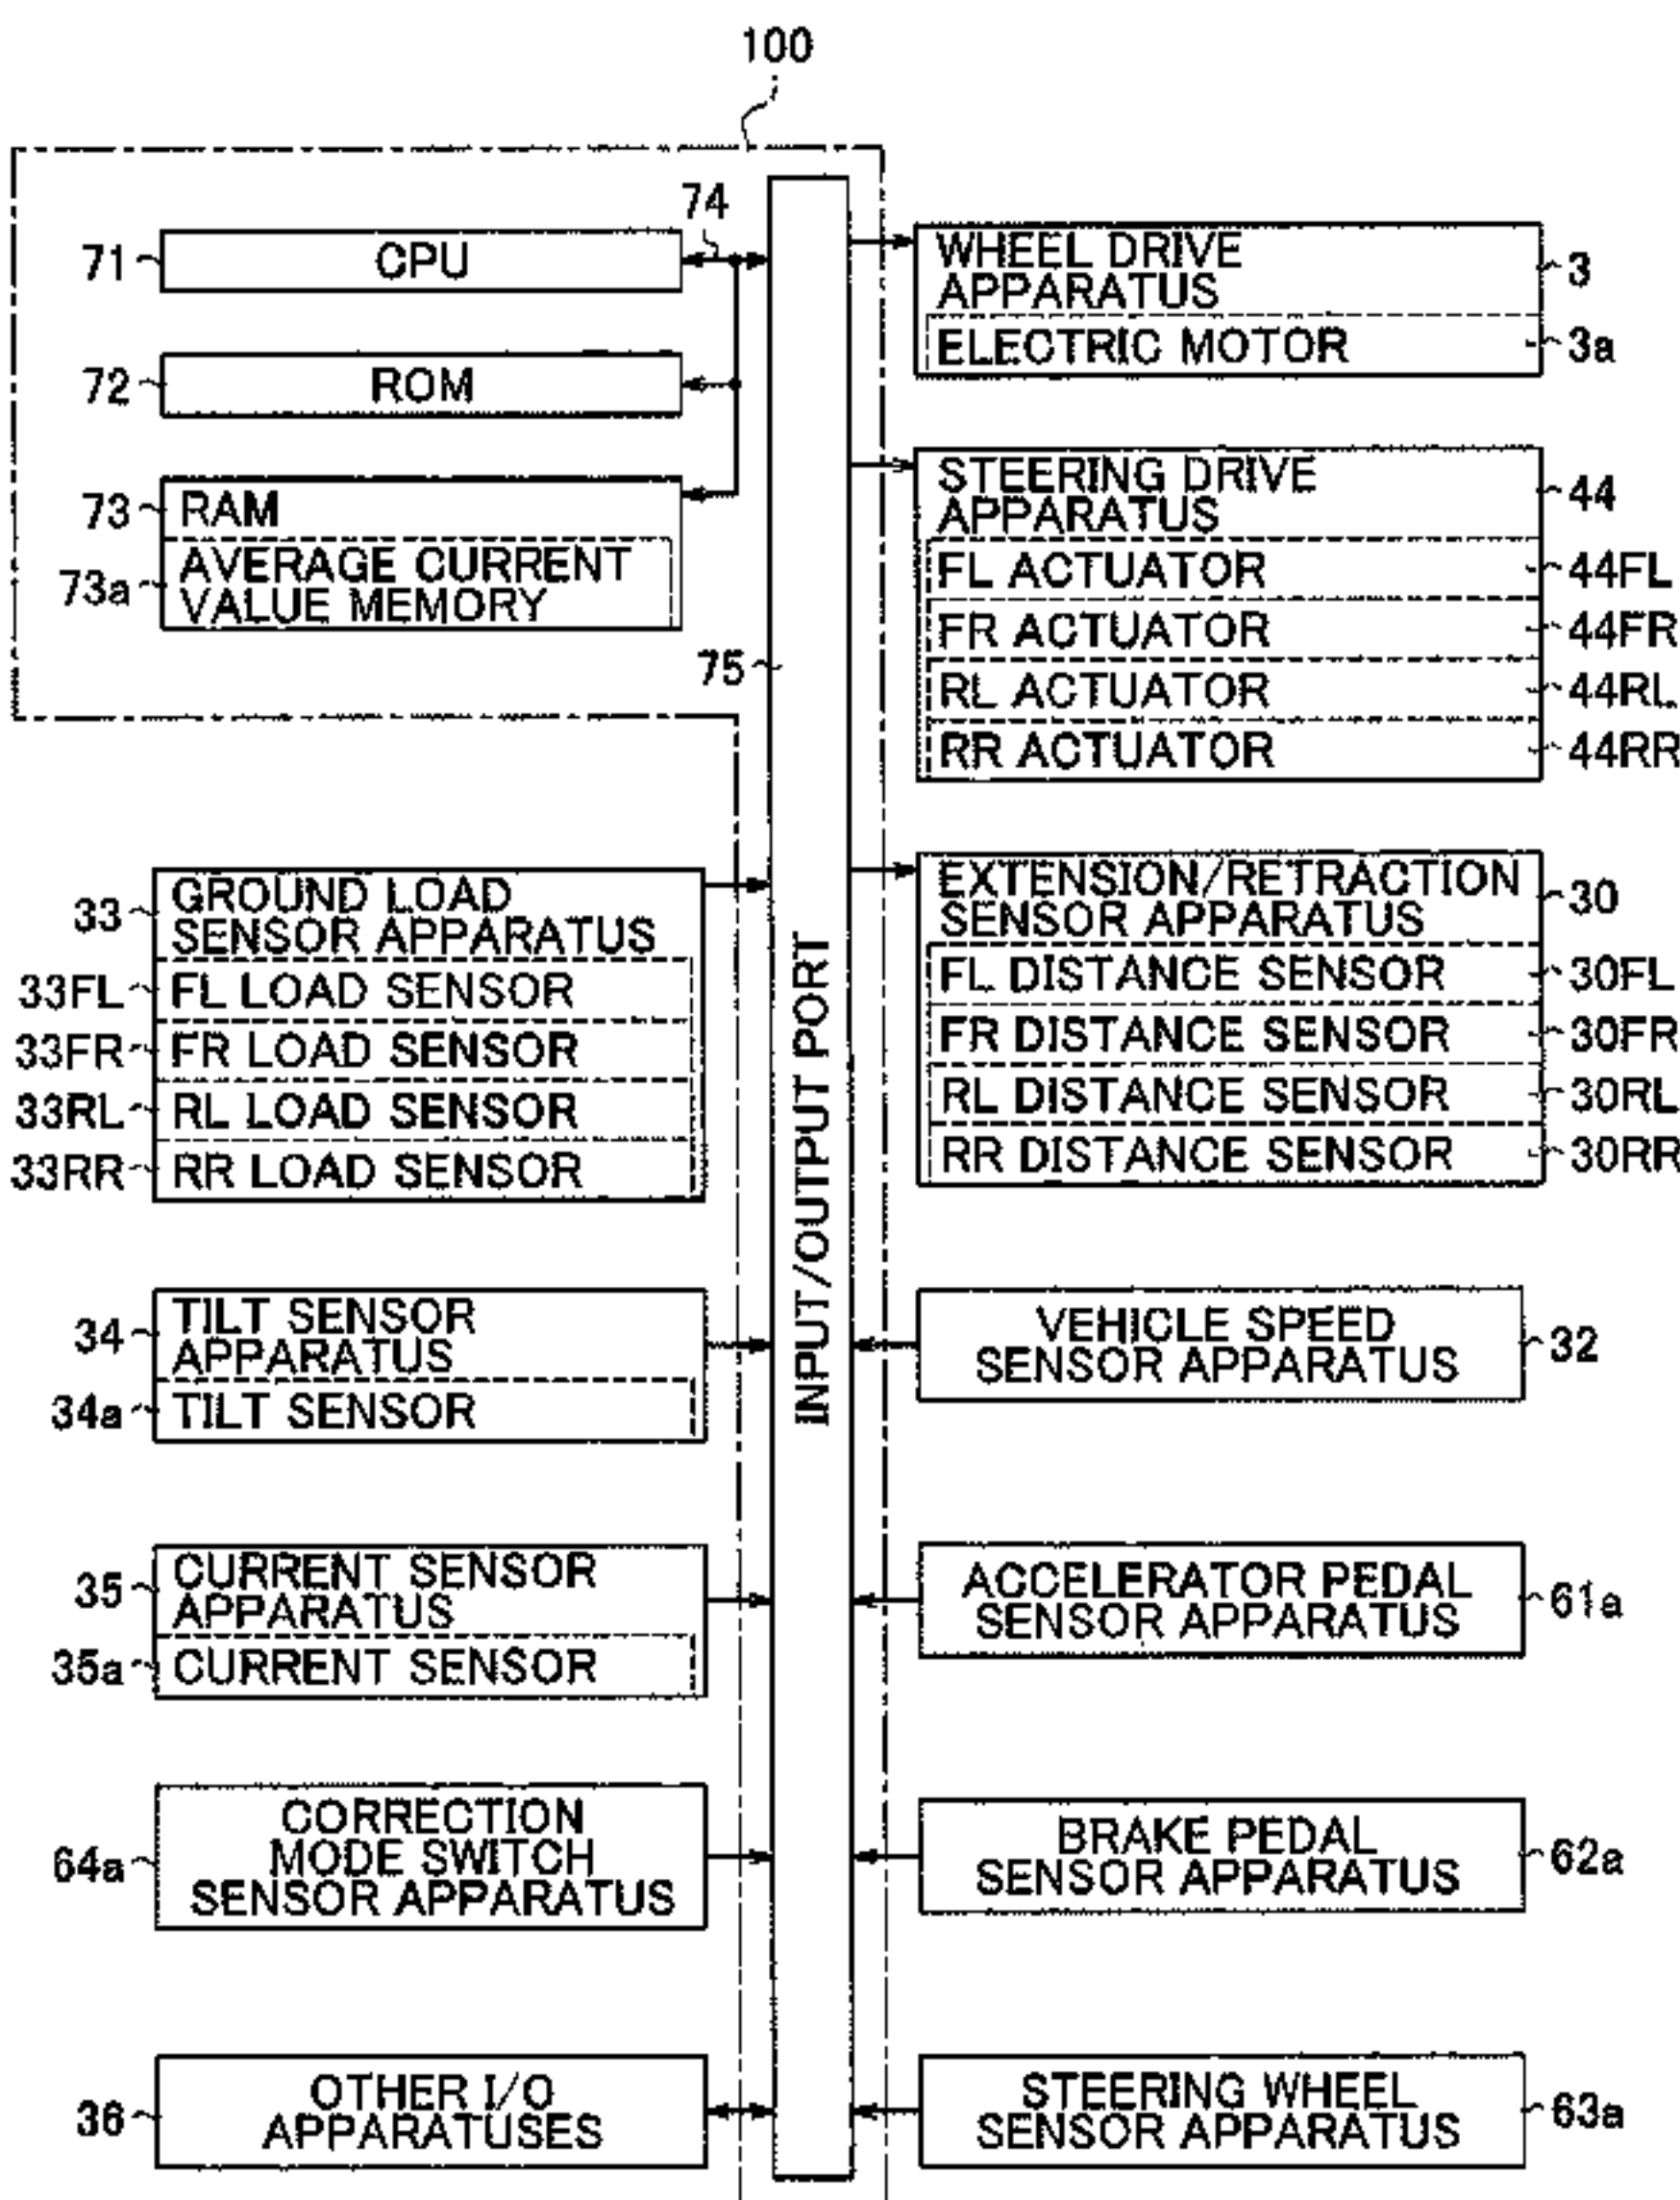 100
74
71
CPU
72
ROM
73
RAM
73a
AVERAGE CURRENT
VALUE MEMORY
75
INPUT/OUTPUT PORT
33
GROUND LOAD
SENSOR APPARATUS
33FL
FL LOAD SENSOR
33FR
FR LOAD SENSOR
33RL
RL LOAD SENSOR
33RR
RR LOAD SENSOR
34
TILT SENSOR
APPARATUS
34a
TILT SENSOR
35
CURRENT SENSOR
APPARATUS
35a
CURRENT SENSOR
64a
CORRECTION
MODE SWITCH
SENSOR APPARATUS
36
OTHER I/O
APPARATUSES
WHEEL DRIVE
APPARATUS
3
ELECTRIC MOTOR
3a
STEERING DRIVE
APPARATUS
44
FL ACTUATOR
44FL
FR ACTUATOR
44FR
RL ACTUATOR
44RL
RR ACTUATOR
44RR
EXTENSION/RETRACTION
SENSOR APPARATUS
30
FL DISTANCE SENSOR
30FL
FR DISTANCE SENSOR
30FR
RL DISTANCE SENSOR
30RL
RR DISTANCE SENSOR
30RR
VEHICLE SPEED
SENSOR APPARATUS
32
ACCELERATOR PEDAL
SENSOR APPARATUS
61a
BRAKE PEDAL
SENSOR APPARATUS
62a
STEERING WHEEL
SENSOR APPARATUS
63a